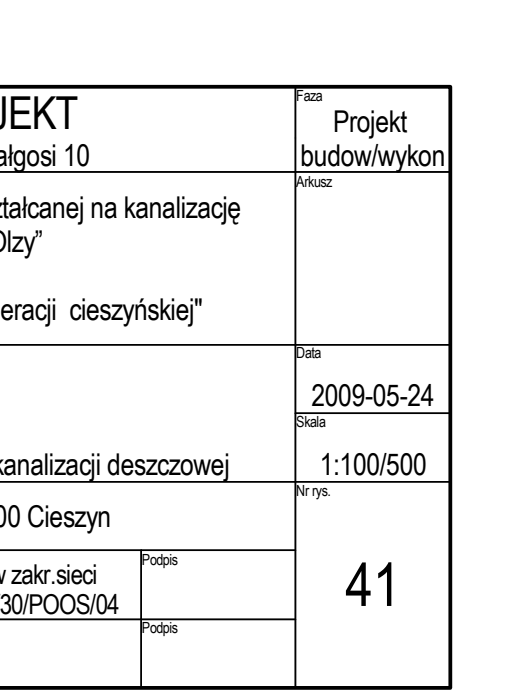 JEKT
ałgosi 10
Faza
Projekt
budow/wykon
Arkusz
tałcanej na kanalizację
Olzy”
eracji cieszyńskiej"
Data
2009-05-24
Skala
kanalizacji deszczowej
1:100/500
00 Cieszyn
Nr rys.
41
w zakr.sieci
/30/POOS/04
Podpis
Podpis